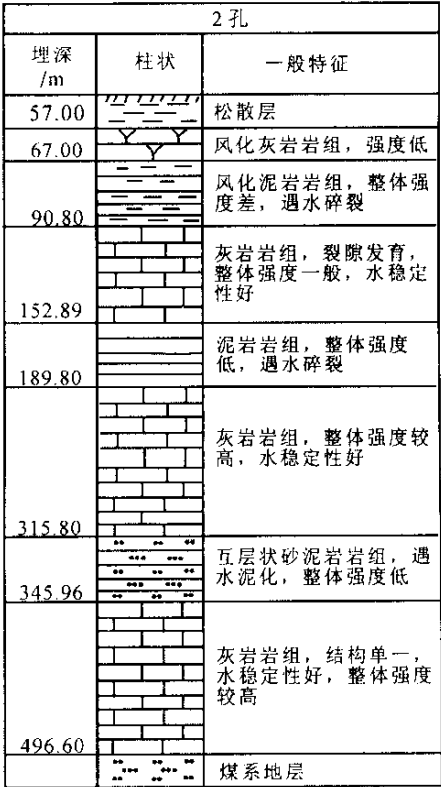 2孔
埋深
/m
柱状
一般特征
57.00
松散层
67.00
风化灰岩岩组，强度低
风化泥岩岩组，整体强
度差，遇水碎裂
90.80
灰岩岩组，裂隙发育，
整体强度一般，水稳定
性好
152.89
泥岩岩组，整体强度
低，遇水碎裂
189.80
灰岩岩组，整体强度较
高，水稳定性好
315.80
互层状砂泥岩岩组，遇
水泥化，整体强度低
345.96
灰岩岩组，结构单一，
水稳定性好，整体强度
较高
496.60
煤系地层